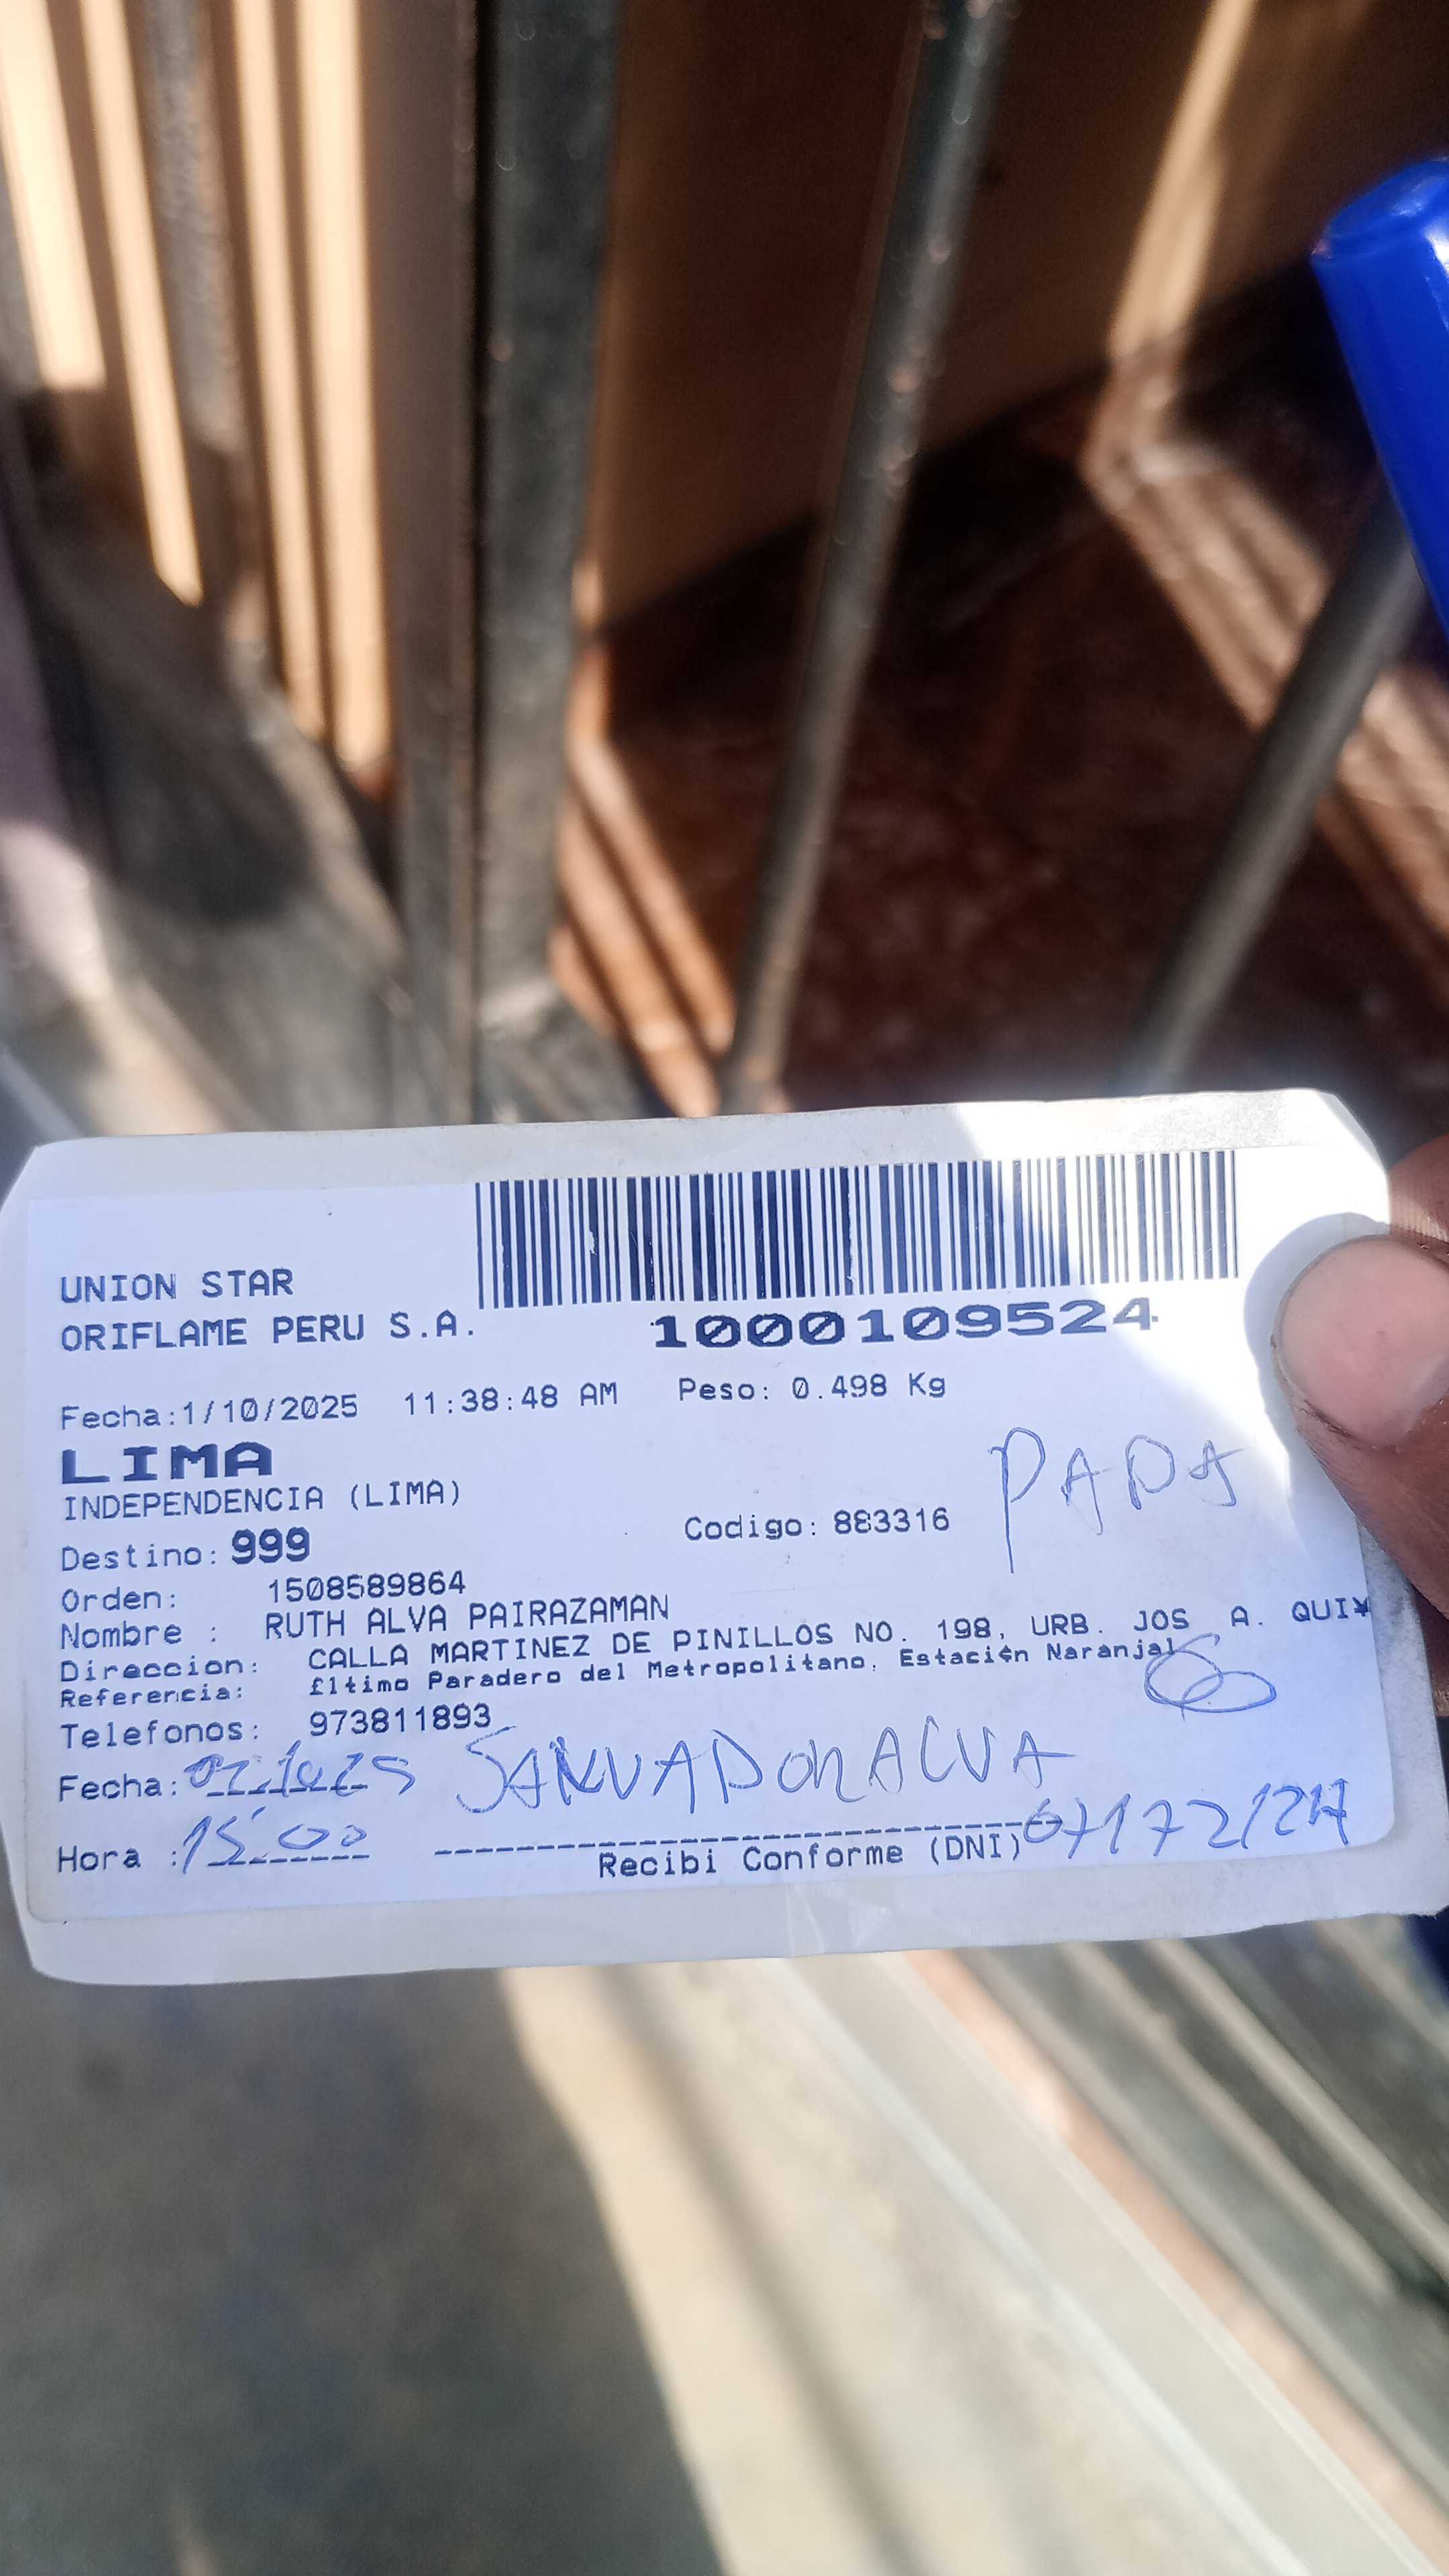 UNION STAR
ORIFLAME PERU S.A.
1000109524
Fecha:1/10/2025 11:38:48 AM Peso: 0.498 Kg
LIMA
INDEPENDENCIA (LIMA)
PAPA
Destino: 999 Codigo: 883316
Orden: 1508589864
Nombre : RUTH ALVA PAIRAZAMAN
Direccion: CALLA MARTINEZ DE PINILLOS NO. 198, URB. JOS A. QUI¥
Referencia: £ltimo Paradero del Metropolitano. Estaci¢n Naranjal
Telefonos: 973811893
Fecha: SALVADOR ALVA
Hora : 15:00
Recibi Conforme (DNI)